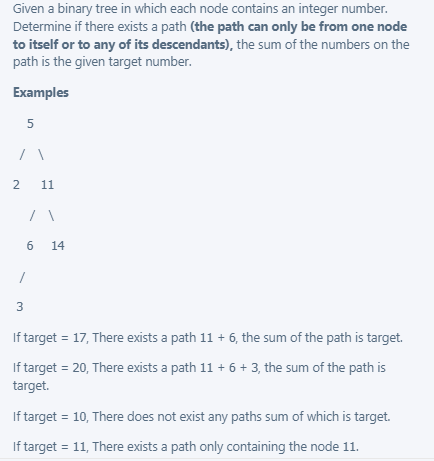 Given a binary tree in which each node contains an integer number.
Determine if there exists a path (the path can only be from one node
to itself or to any of its descendants), the sum of the numbers on the
path is the given target number.
Examples
5
/ \
2 11
/ \
6 14
/
3
If target = 17, There exists a path 11 + 6, the sum of the path is target.
If target = 20, There exists a path 11 + 6 + 3, the sum of the path is
target.
If target = 10, There does not exist any paths sum of which is target.
If target = 11, There exists a path only containing the node 11.